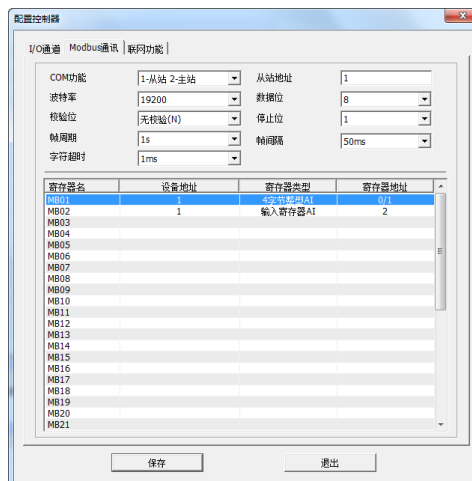 配置控制器
I/O通道 Modbus通讯 联网功能
COM功能 1-从站 2-主站 从站地址 1
波特率 19200 数据位 8
校验位 无校验(N) 停止位 1
帧周期 1s 帧间隔 50ms
字符超时 1ms
寄存器名 设备地址 寄存器类型 寄存器地址
MB01 1 4字节整型AI 0/1
MB02 1 输入寄存器AI 2
MB03
MB04
MB05
MB06
MB07
MB08
MB09
MB10
MB11
MB12
MB13
MB14
MB15
MB16
MB17
MB18
MB19
MB20
MB21
保存 退出